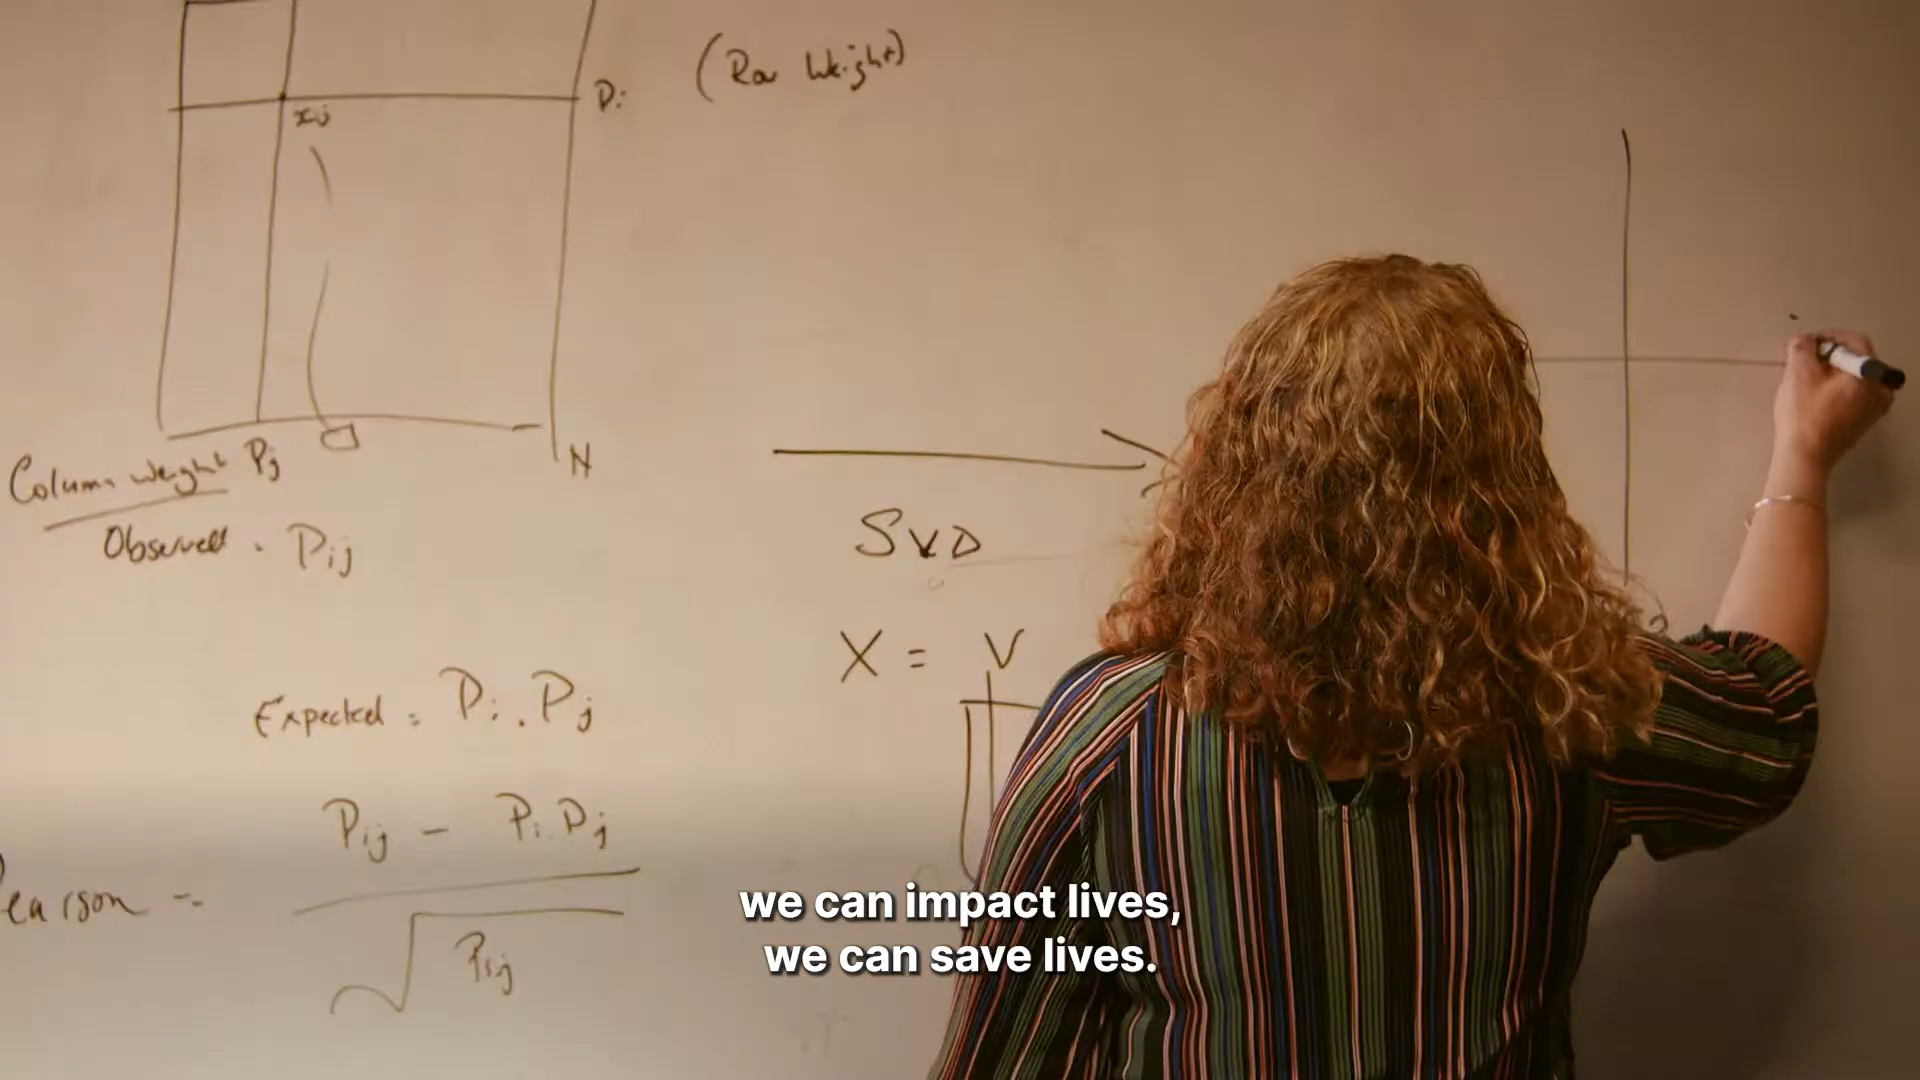 (Row Weight)
Pi
xij
Column weight Pj
N
Observed . Pij
SVD
X = V
Expected = Pi . Pj
Pij - Pi Pj
Pearson -
√ Pij
we can impact lives,
we can save lives.